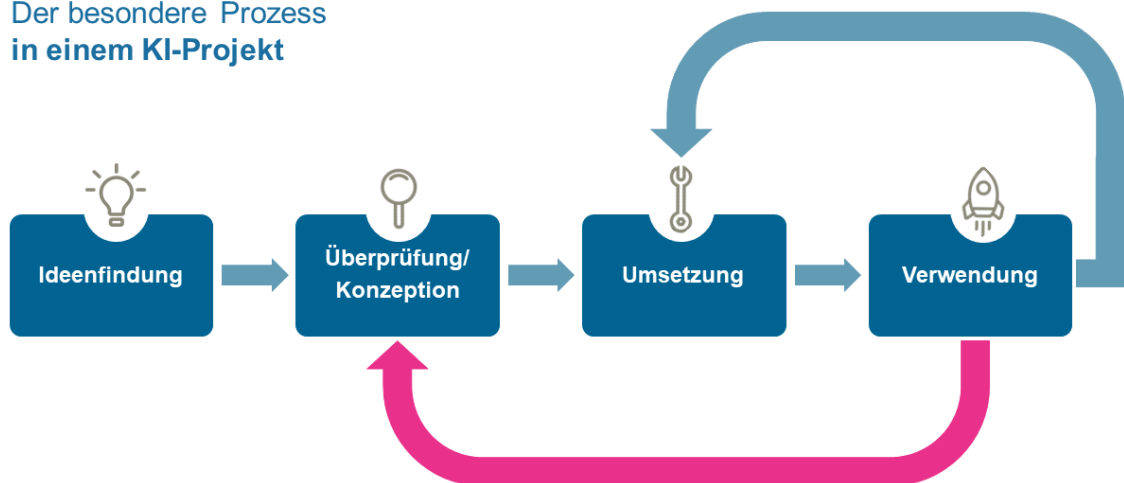 Der besondere Prozess
in einem KI-Projekt
Ideenfindung
Überprüfung/
Konzeption
Umsetzung
Verwendung